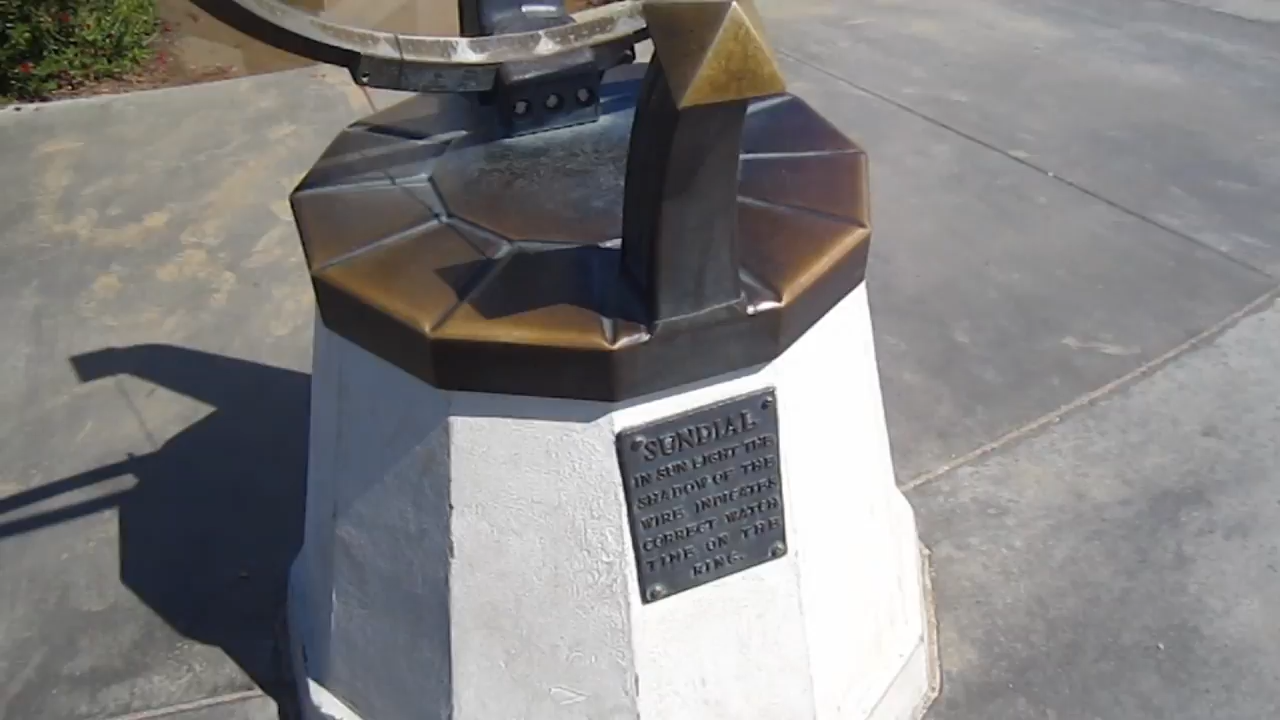 SUNDIAL
IN SUN LIGHT THE
SHADOW OF THE
WIRE INDICATES
CORRECT WATCH
TIME ON THE
RING.